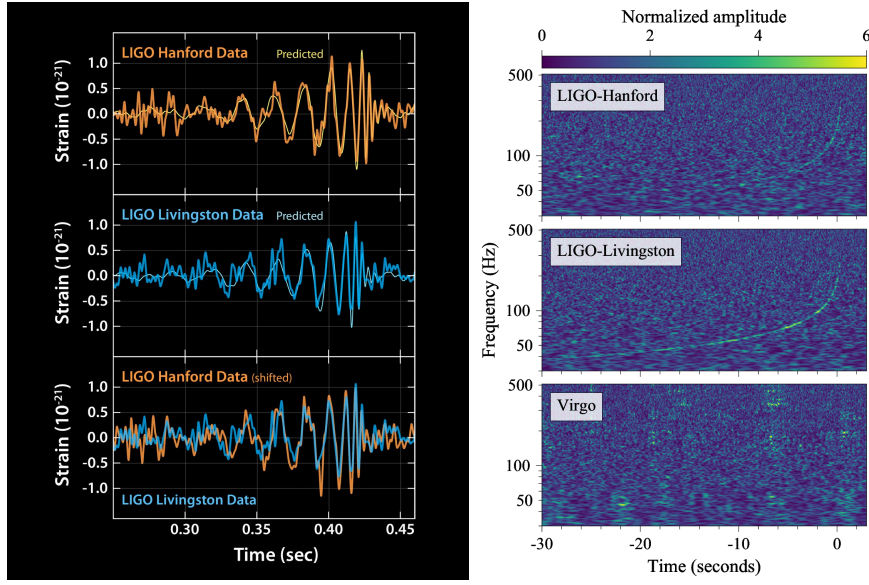 LIGO Hanford Data
Predicted
1.0
0.5
0.0
-0.5
-1.0
Strain (10-21)
LIGO Livingston Data
Predicted
1.0
0.5
0.0
-0.5
-1.0
Strain (10-21)
LIGO Hanford Data (shifted)
1.0
0.5
0.0
-0.5
-1.0
Strain (10-21)
LIGO Livingston Data
0.30 0.35 0.40 0.45
Time (sec)
Normalized amplitude
0 2 4 6
500
LIGO-Hanford
100
50
500
LIGO-Livingston
100
50
Frequency (Hz)
500
Virgo
100
50
-30 -20 -10 0
Time (seconds)